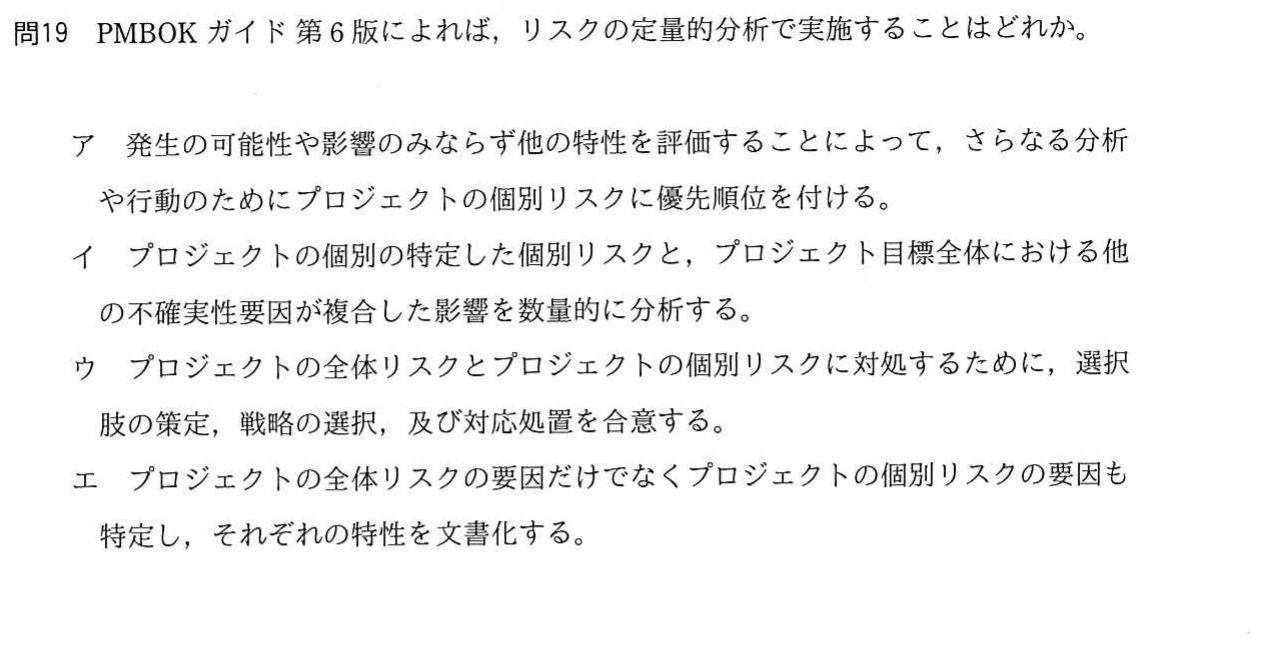 問19 PMBOK ガイド 第6版によれば，リスクの定量的分析で実施することはどれか。
ア 発生の可能性や影響のみならず他の特性を評価することによって，さらなる分析
や行動のためにプロジェクトの個別リスクに優先順位を付ける。
イ プロジェクトの個別の特定した個別リスクと，プロジェクト目標全体における他
の不確実性要因が複合した影響を数量的に分析する。
ウ プロジェクトの全体リスクとプロジェクトの個別リスクに対処するために，選択
肢の策定，戦略の選択，及び対応処置を合意する。
エ プロジェクトの全体リスクの要因だけでなくプロジェクトの個別リスクの要因も
特定し，それぞれの特性を文書化する。